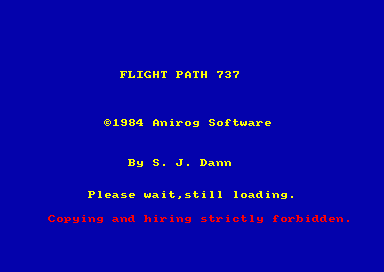 FLIGHT PATH 737
©1984 Anirog Software
By S. J. Dann
Please wait,still loading.
Copying and hiring strictly forbidden.